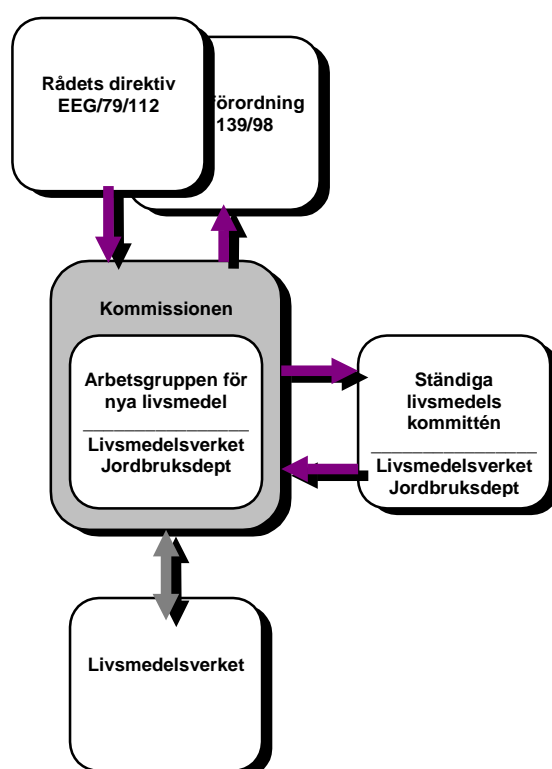 Rådets direktiv
EEG/79/112
förordning
139/98
Kommissionen
Arbetsgruppen för
nya livsmedel
Livsmedelsverket
Jordbruksdept
Ständiga
livsmedels
kommittén
Livsmedelsverket
Jordbruksdept
Livsmedelsverket